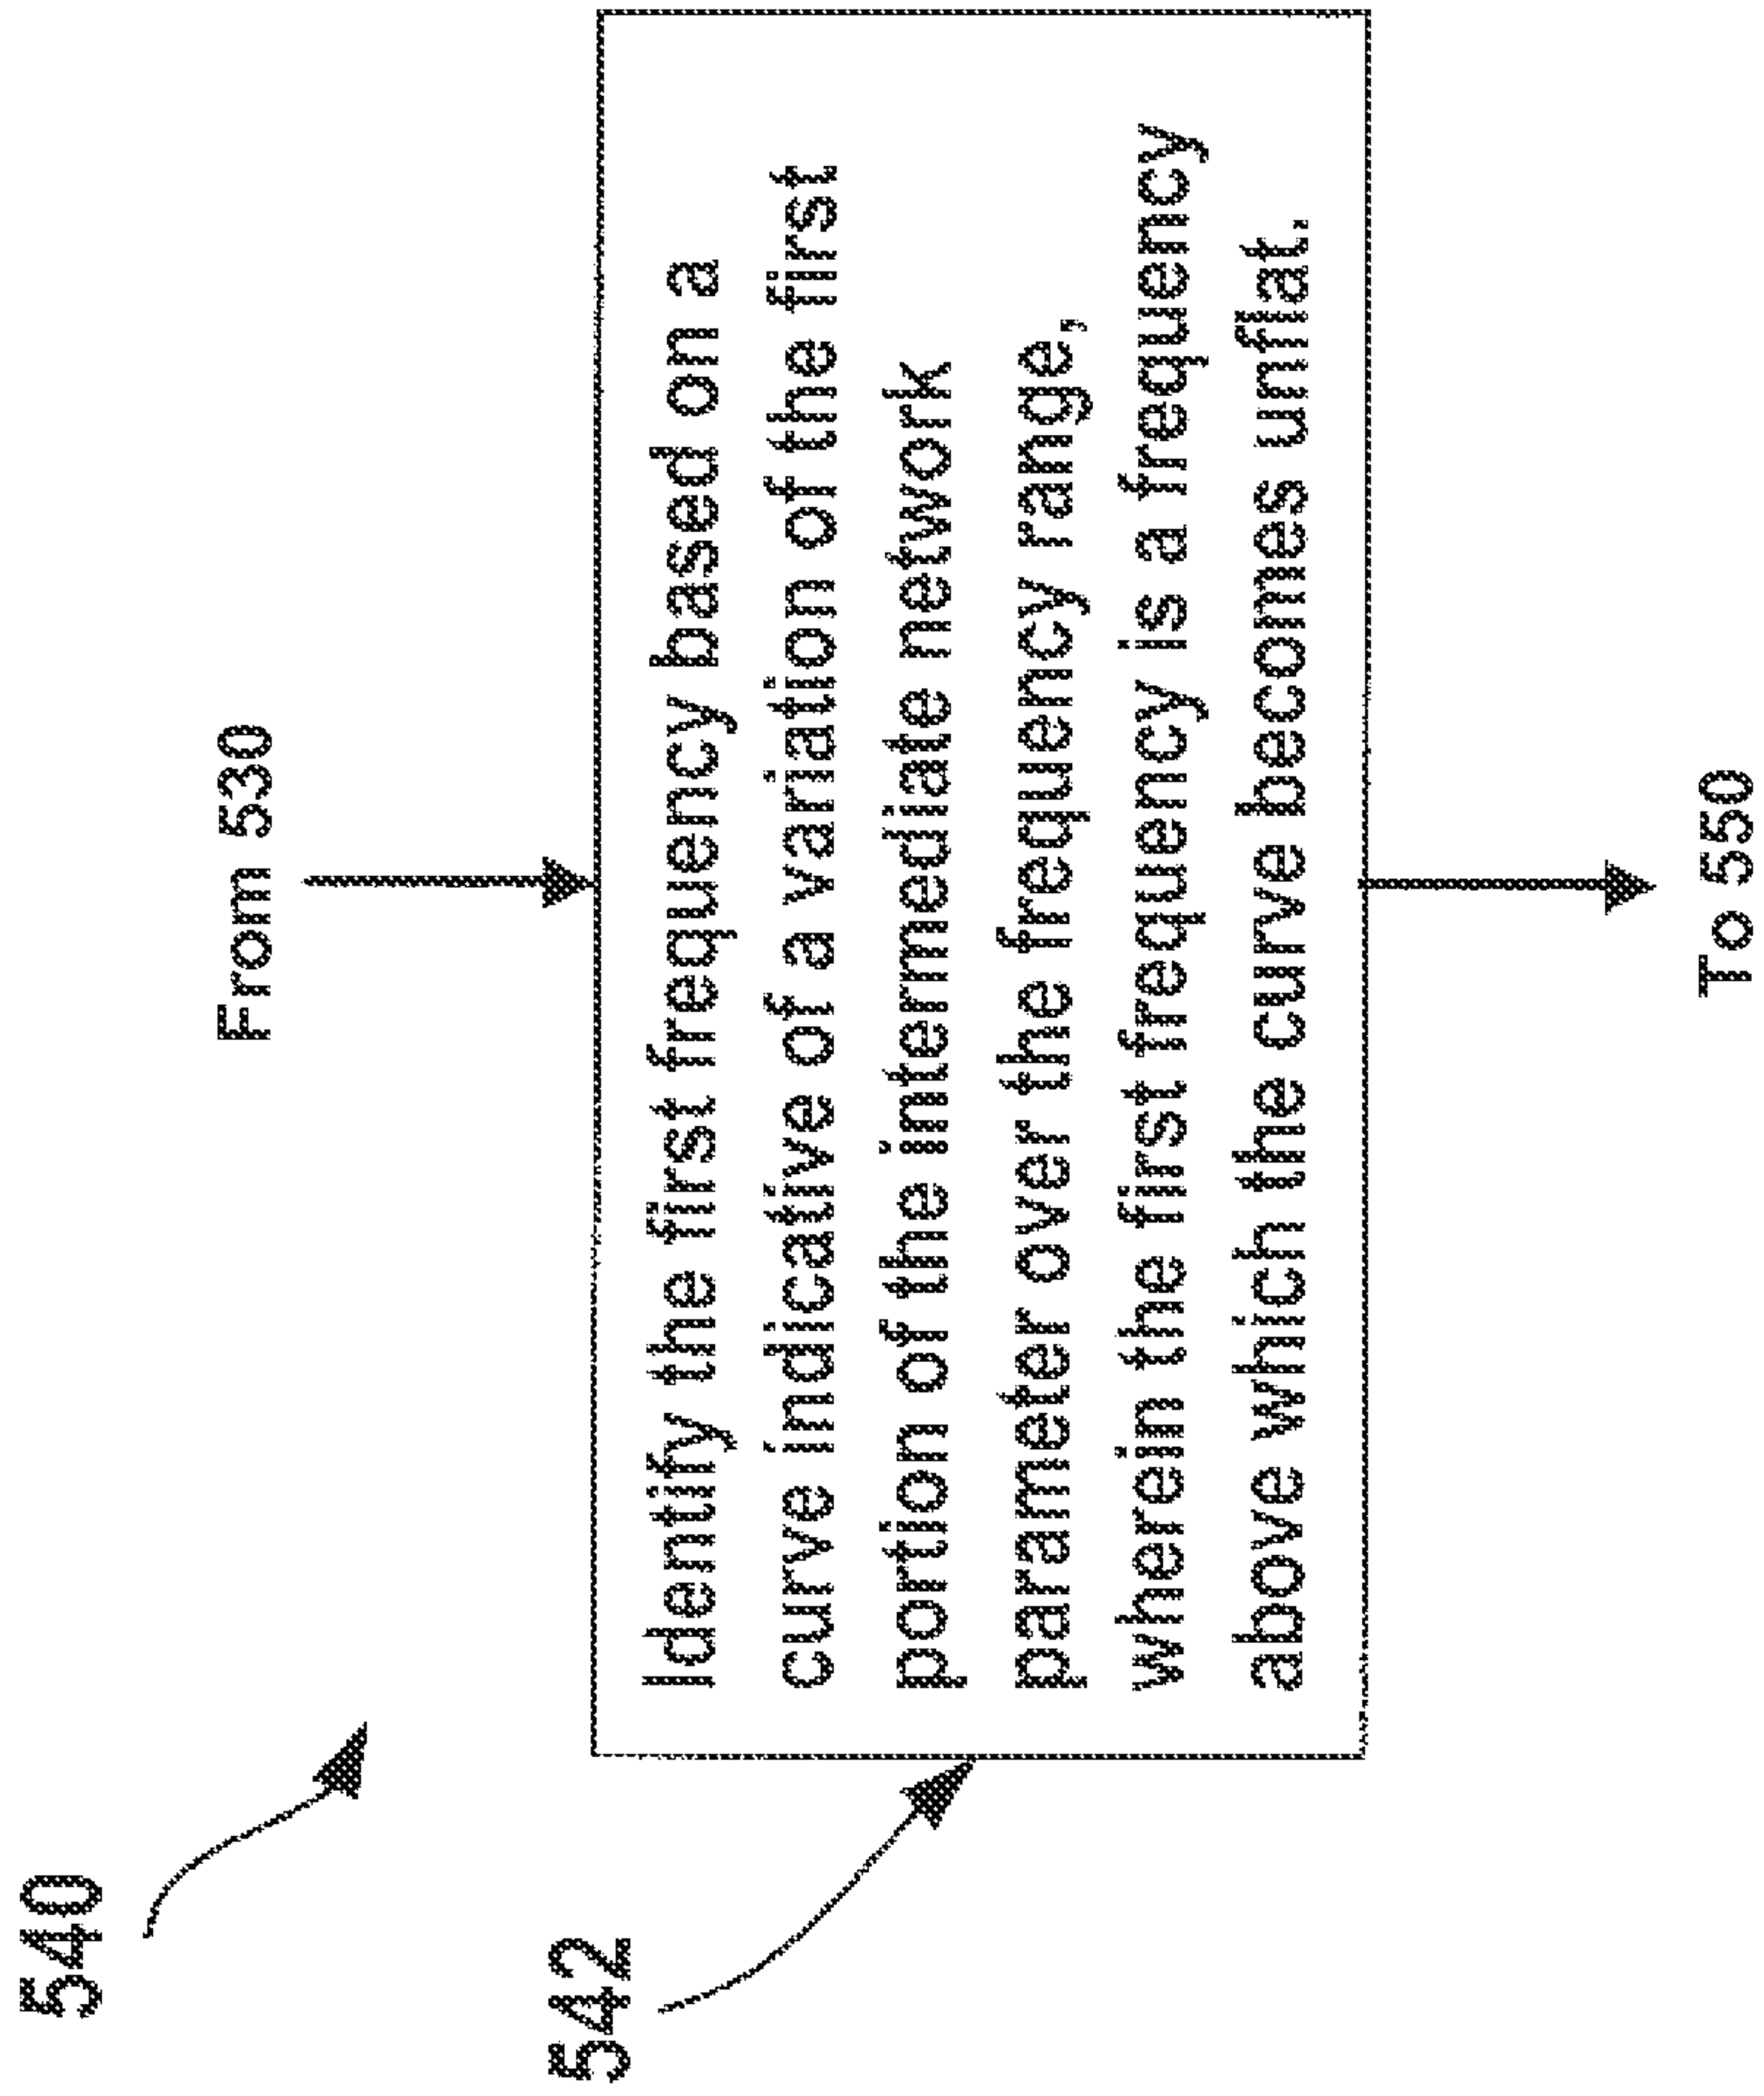 540
From 530
542
Identify the first frequency based on a
curve indicative of a variation of the first
portion of the intermediate network
parameter over the frequency range,
wherein the first frequency is a frequency
above which the curve becomes unflat.
To 550